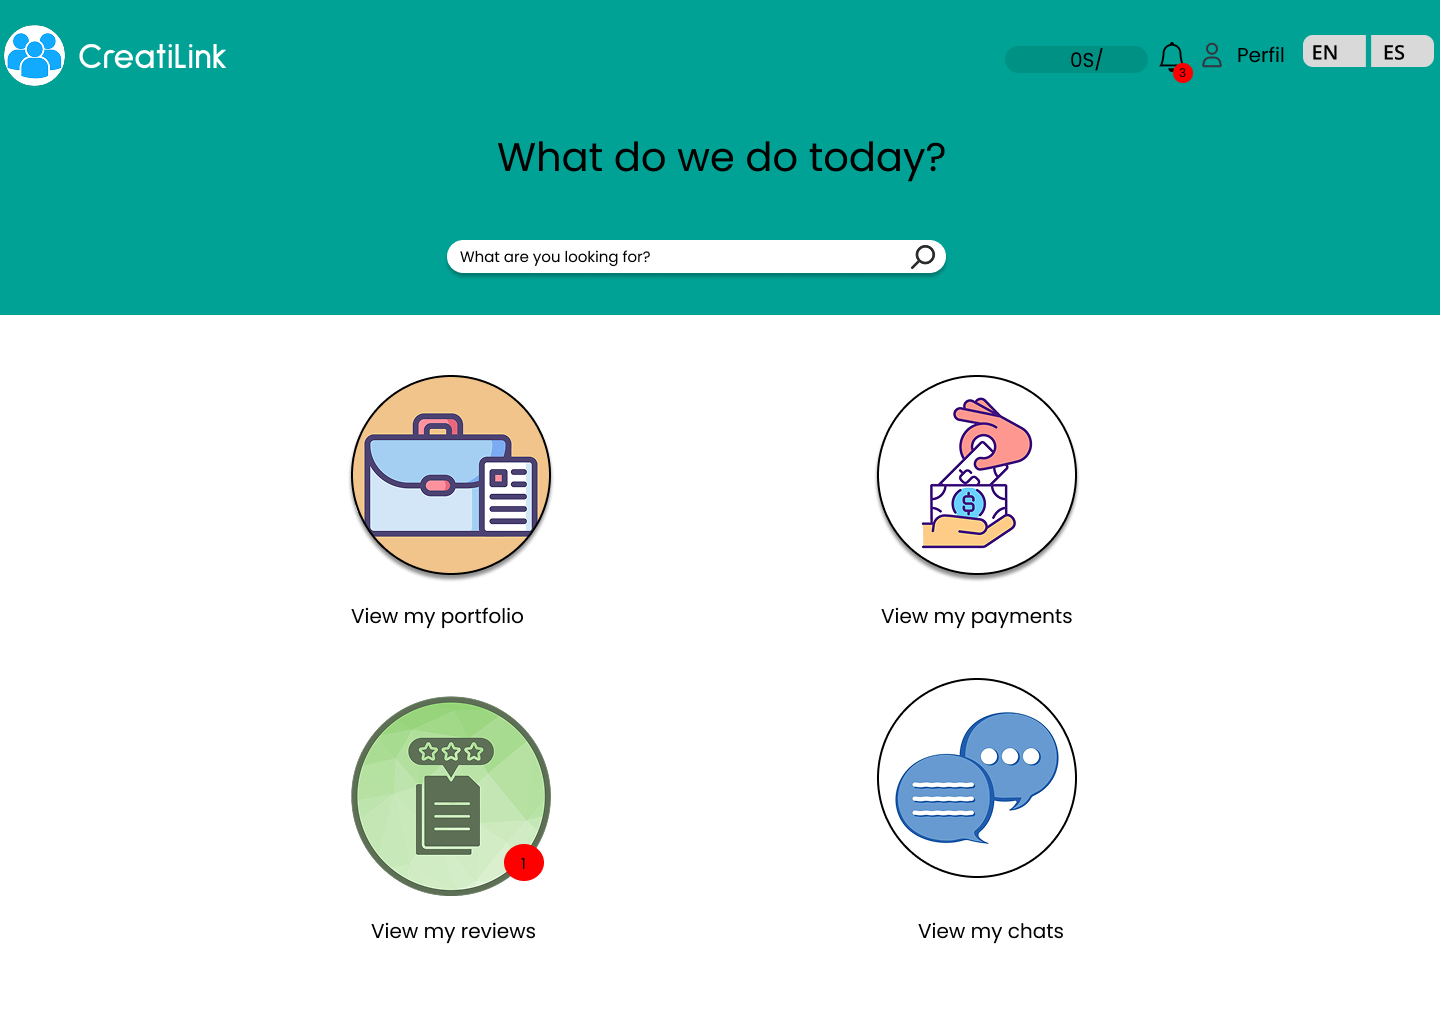 CreatiLink
0S/
3
Perfil
EN
ES
What do we do today?
What are you looking for?
$
View my portfolio
View my payments
1
View my reviews
View my chats